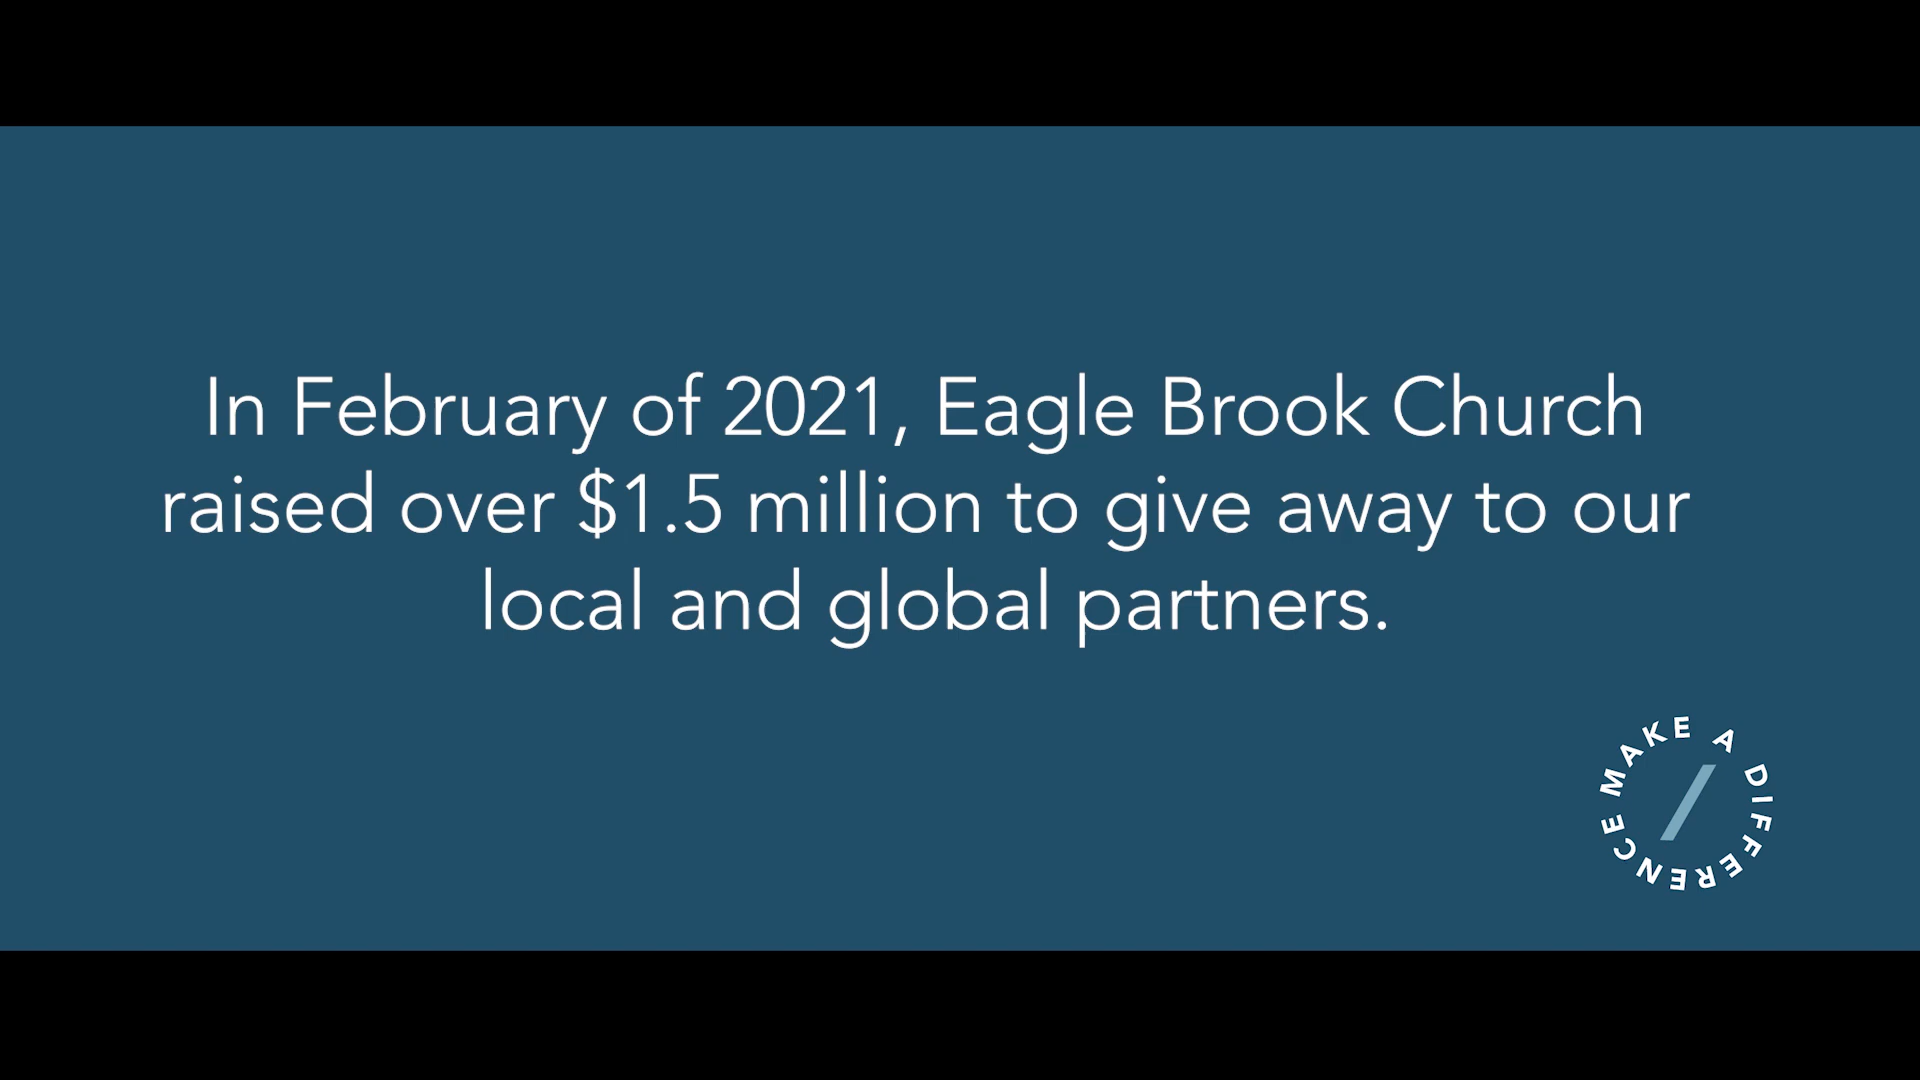 In February of 2021, Eagle Brook Church
raised over $1.5 million to give away to our
local and global partners.
MAKE A DIFFERENCE